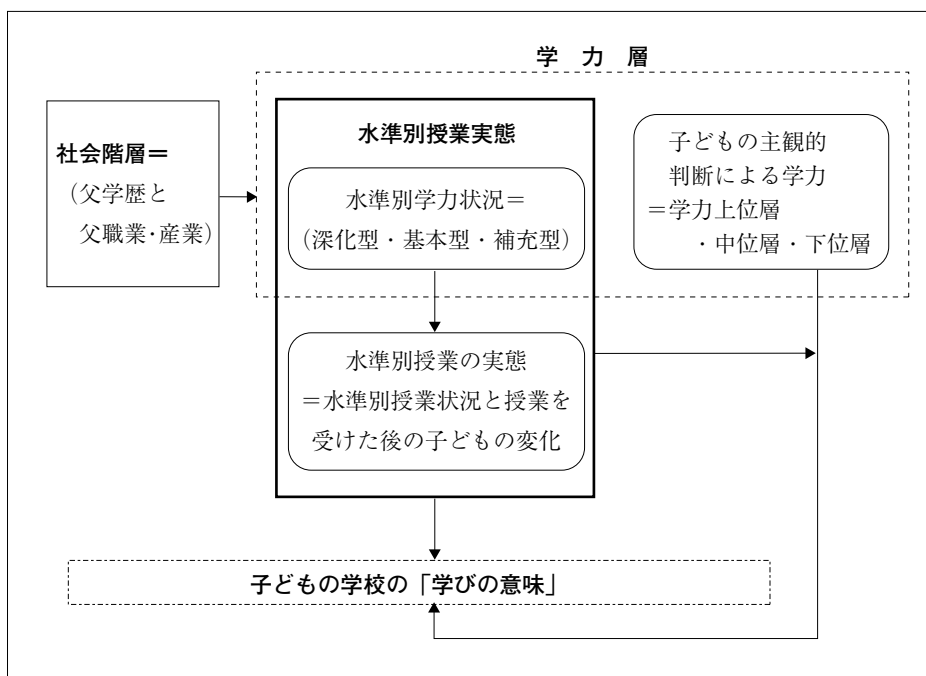 学 力 層
社会階層＝
（父学歴と
父職業・産業）
水準別授業実態
水準別学力状況＝
（深化型・基本型・補充型）
子どもの主観的
判断による学力
＝学力上位層
・中位層・下位層
水準別授業の実態
＝水準別授業状況と授業を
受けた後の子どもの変化
子どもの学校の「学びの意味」